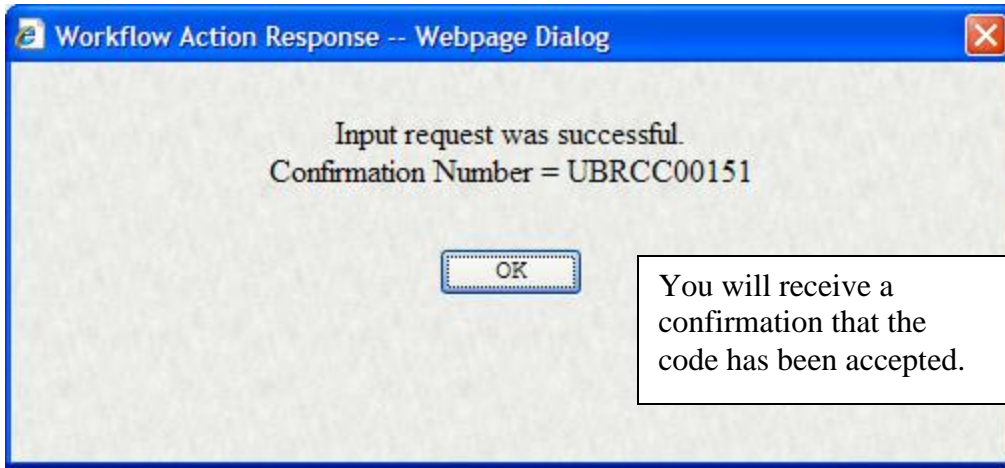 Workflow Action Response -- Webpage Dialog
Input request was successful.
Confirmation Number = UBRCC00151
OK
You will receive a
confirmation that the
code has been accepted.